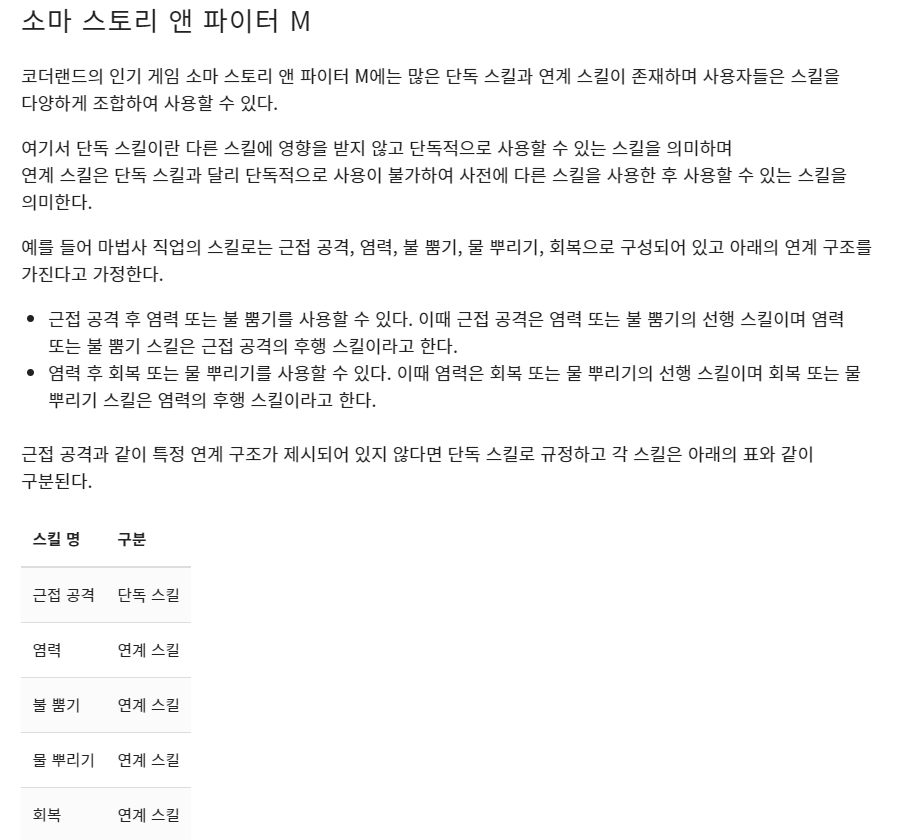 소마 스토리 앤 파이터 M
코더랜드의 인기 게임 소마 스토리 앤 파이터 M에는 많은 단독 스킬과 연계 스킬이 존재하며 사용자들은 스킬을
다양하게 조합하여 사용할 수 있다.
여기서 단독 스킬이란 다른 스킬에 영향을 받지 않고 단독적으로 사용할 수 있는 스킬을 의미하며
연계 스킬은 단독 스킬과 달리 단독적으로 사용이 불가하여 사전에 다른 스킬을 사용한 후 사용할 수 있는 스킬을
의미한다.
예를 들어 마법사 직업의 스킬로는 근접 공격, 염력, 불 뿜기, 물 뿌리기, 회복으로 구성되어 있고 아래의 연계 구조를
가진다고 가정한다.
• 근접 공격 후 염력 또는 불 뿜기를 사용할 수 있다. 이때 근접 공격은 염력 또는 불 뿜기의 선행 스킬이며 염력
또는 불 뿜기 스킬은 근접 공격의 후행 스킬이라고 한다.
• 염력 후 회복 또는 물 뿌리기를 사용할 수 있다. 이때 염력은 회복 또는 물 뿌리기의 선행 스킬이며 회복 또는 물
뿌리기 스킬은 염력의 후행 스킬이라고 한다.
근접 공격과 같이 특정 연계 구조가 제시되어 있지 않다면 단독 스킬로 규정하고 각 스킬은 아래의 표와 같이
구분된다.
스킬 명 구분
근접 공격 단독 스킬
염력 연계 스킬
불 뿜기 연계 스킬
물 뿌리기 연계 스킬
회복 연계 스킬